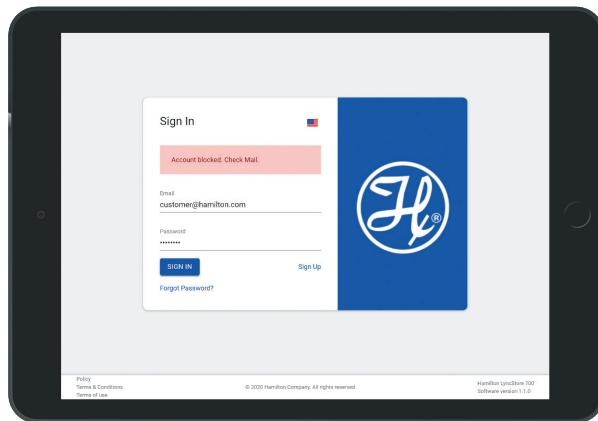 Sign In
Account blocked. Check Mail.
Email
customer@hamilton.com
Password
••••••••
SIGN IN
Sign Up
Forgot Password?
H®
Policy
Terms & Conditions
Terms of use
© 2020 Hamilton Company. All rights reserved
Hamilton LyncStore 700
Software version 1.1.0